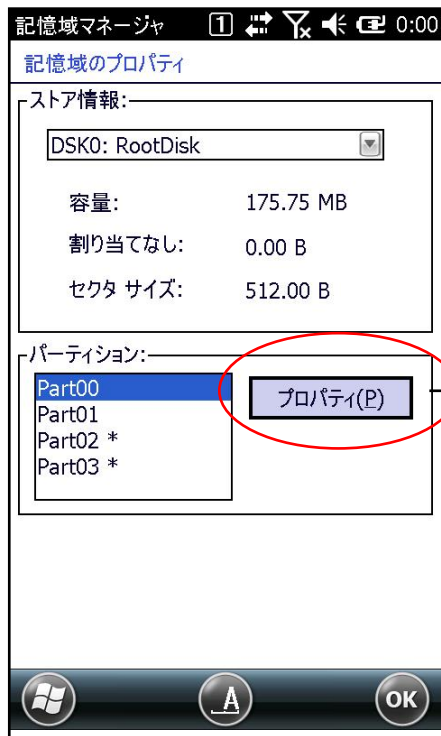 記憶域マネージャ 1 0:00
記憶域のプロパティ
ストア情報:
DSK0: RootDisk
容量: 175.75 MB
割り当てなし: 0.00 B
セクタ サイズ: 512.00 B
パーティション:
Part00
プロパティ(P)
Part01
Part02 *
Part03 *
A OK